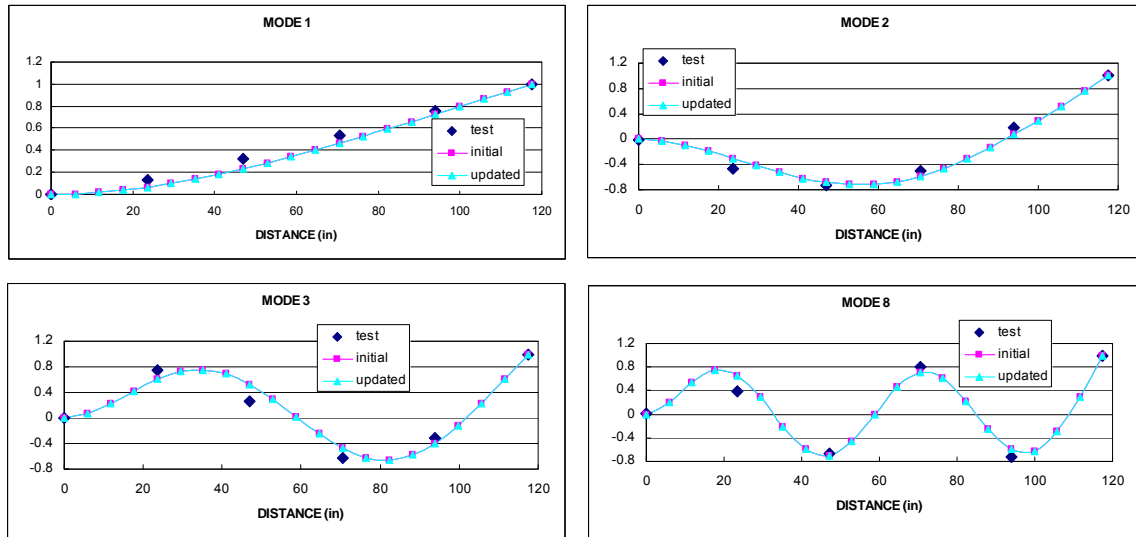 MODE 1
1.2
1
0.8
0.6
0.4
0.2
0
test
initial
updated
0 20 40 60 80 100 120
DISTANCE (in)
MODE 2
1.2
0.8
0.4
0
-0.4
-0.8
test
initial
updated
0 20 40 60 80 100 120
DISTANCE (in)
MODE 3
1.2
0.8
0.4
0
-0.4
-0.8
test
initial
updated
0 20 40 60 80 100 120
DISTANCE (in)
MODE 8
1.2
0.8
0.4
0
-0.4
-0.8
test
initial
updated
0 20 40 60 80 100 120
DISTANCE (in)